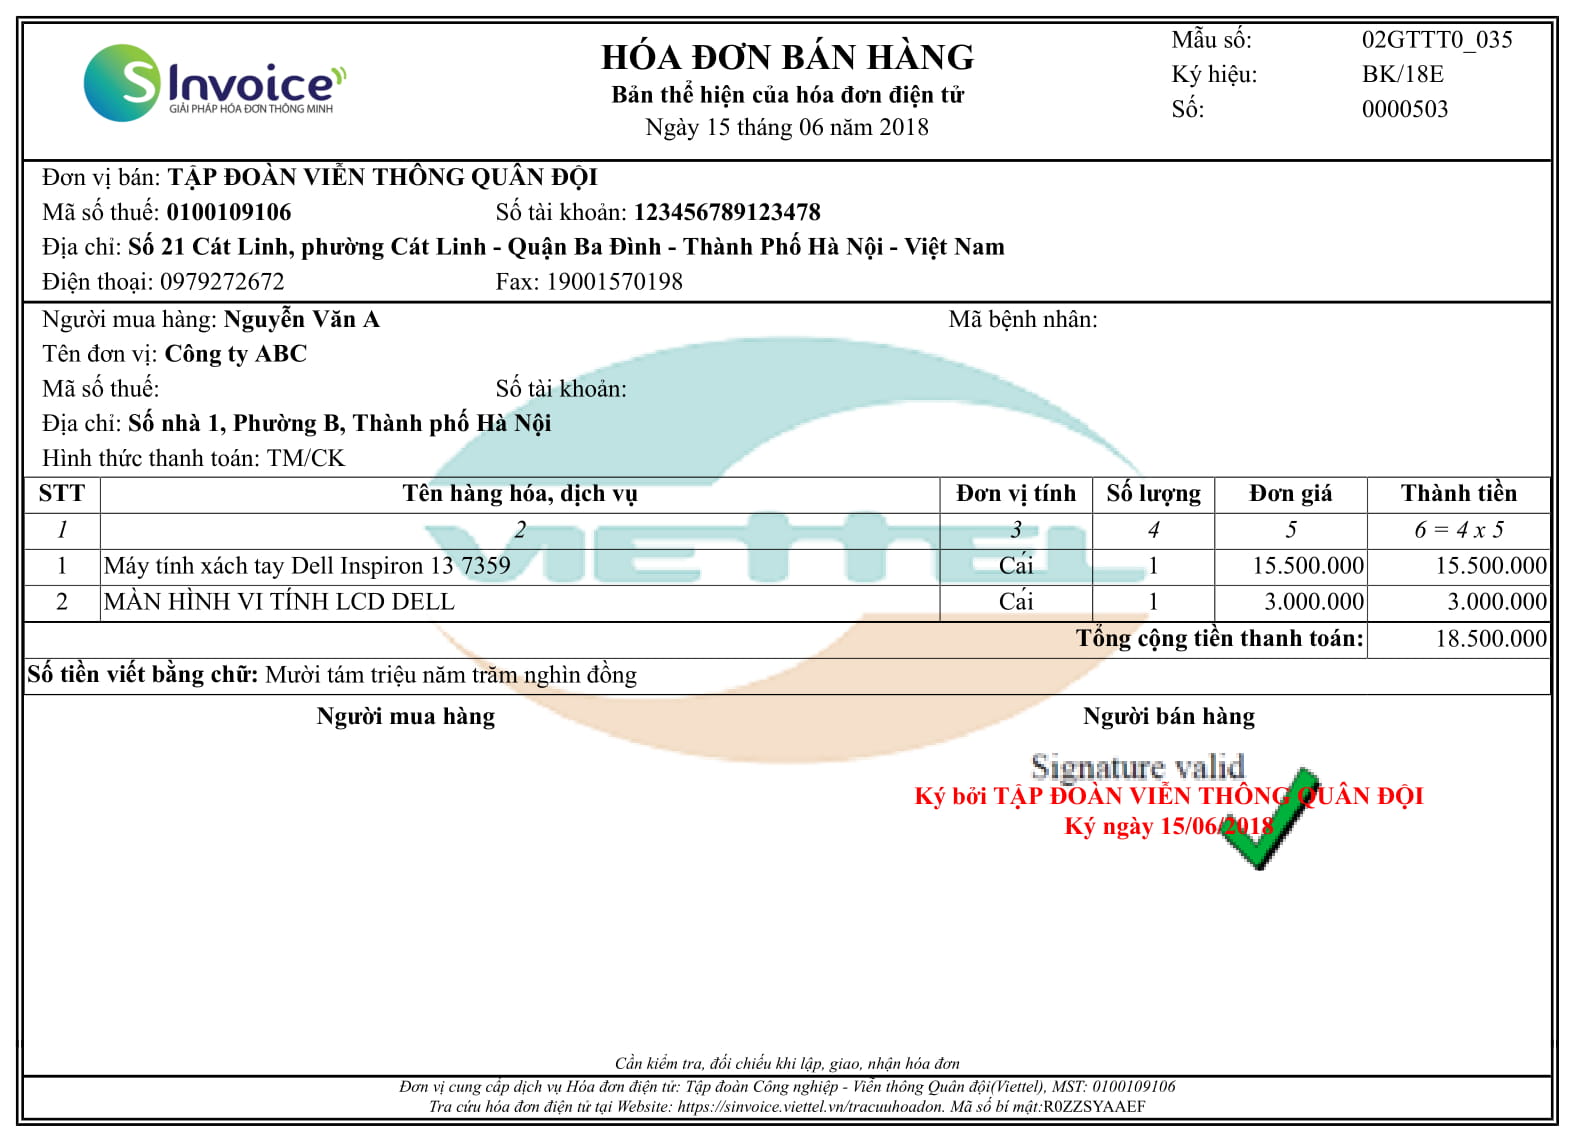 S Invoice
GIẢI PHÁP HÓA ĐƠN THÔNG MINH
HÓA ĐƠN BÁN HÀNG
Bản thể hiện của hóa đơn điện tử
Ngày 15 tháng 06 năm 2018
Mẫu số: 02GTTT0_035
Ký hiệu: BK/18E
Số: 0000503
Đơn vị bán: TẬP ĐOÀN VIỄN THÔNG QUÂN ĐỘI
Mã số thuế: 0100109106 Số tài khoản: 123456789123478
Địa chỉ: Số 21 Cát Linh, phường Cát Linh - Quận Ba Đình - Thành Phố Hà Nội - Việt Nam
Điện thoại: 0979272672 Fax: 19001570198
Người mua hàng: Nguyễn Văn A Mã bệnh nhân:
Tên đơn vị: Công ty ABC
Mã số thuế: Số tài khoản:
Địa chỉ: Số nhà 1, Phường B, Thành phố Hà Nội
Hình thức thanh toán: TM/CK
STT Tên hàng hóa, dịch vụ Đơn vị tính Số lượng Đơn giá Thành tiền
1 2 3 4 5 6 = 4 x 5
VIETTEL
1 Máy tính xách tay Dell Inspiron 13 7359 Cái 1 15.500.000 15.500.000
2 MÀN HÌNH VI TÍNH LCD DELL Cái 1 3.000.000 3.000.000
Tổng cộng tiền thanh toán: 18.500.000
Số tiền viết bằng chữ: Mười tám triệu năm trăm nghìn đồng
Người mua hàng Người bán hàng
Signature valid
Ký bởi TẬP ĐOÀN VIỄN THÔNG QUÂN ĐỘI
Ký ngày 15/06/2018
Cần kiểm tra, đối chiếu khi lập, giao, nhận hóa đơn
Đơn vị cung cấp dịch vụ Hóa đơn điện tử: Tập đoàn Công nghiệp - Viễn thông Quân đội(Viettel), MST: 0100109106
Tra cứu hóa đơn điện tử tại Website: https://sinvoice.viettel.vn/tracuuhoadon. Mã số bí mật:R0ZZSYAAEF